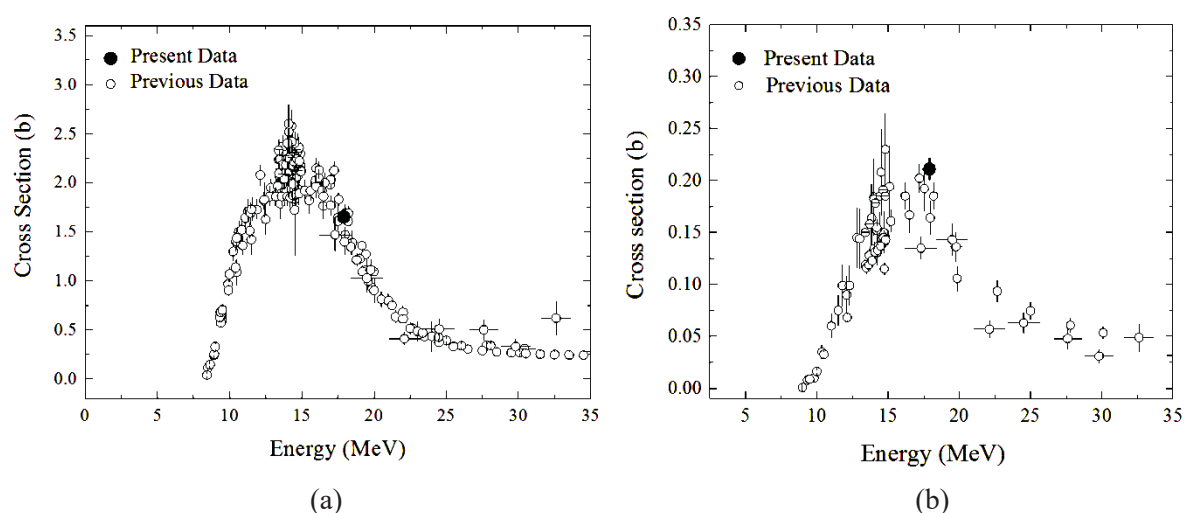 3.5
3.0
2.5
2.0
1.5
1.0
0.5
0.0
Cross Section (b)
Present Data
Previous Data
0 5 10 15 20 25 30 35
Energy (MeV)
(a)
0.35
0.30
0.25
0.20
0.15
0.10
0.05
0.00
Cross section (b)
Present Data
Previous Data
5 10 15 20 25 30 35
Energy (MeV)
(b)